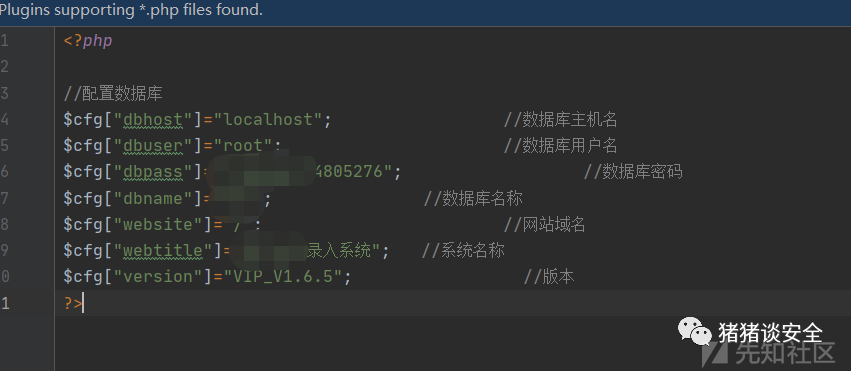 Plugins supporting *.php files found.
1 <?php
2
3 //配置数据库
4 $cfg["dbhost"]="localhost"; //数据库主机名
5 $cfg["dbuser"]="root"; //数据库用户名
6 $cfg["dbpass"]= 4805276"; //数据库密码
7 $cfg["dbname"]= ; //数据库名称
8 $cfg["website"]= / ; //网站域名
9 $cfg["webtitle"]= 录入系统"; //系统名称
0 $cfg["version"]="VIP_V1.6.5"; //版本
1 ?>
猪猪谈安全
先知社区